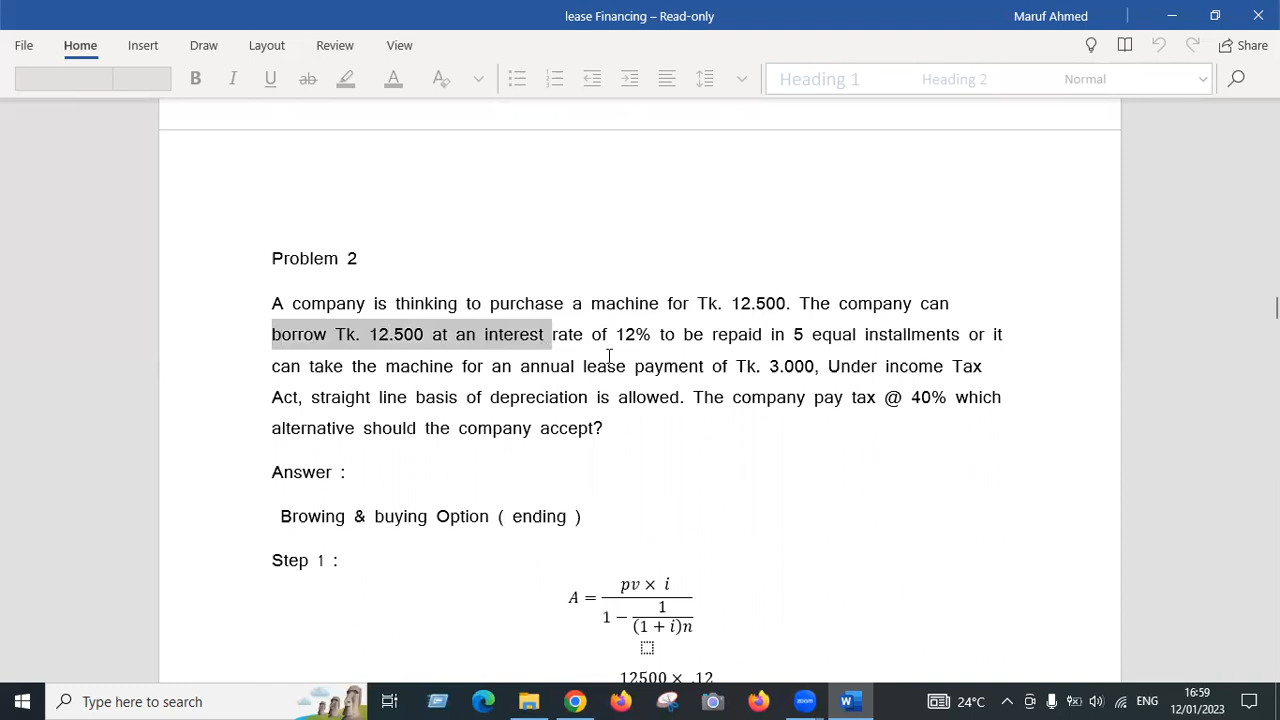 lease Financing – Read-only
Maruf Ahmed
File Home Insert Draw Layout References Review View
Share
B I U ab A A
Heading 1 Heading 2 Normal
Problem 2
A company is thinking to purchase a machine for Tk. 12.500. The company can
borrow Tk. 12.500 at an interest rate of 12% to be repaid in 5 equal installments or it
can take the machine for an annual lease payment of Tk. 3.000, Under income Tax
Act, straight line basis of depreciation is allowed. The company pay tax @ 40% which
alternative should the company accept?
Answer :
Browing & buying Option ( ending )
Step 1 :
A = pv × i
1 − 1
(1 + i)n
12500 × .12
Type here to search
24°C
ENG
16:59
12/01/2023